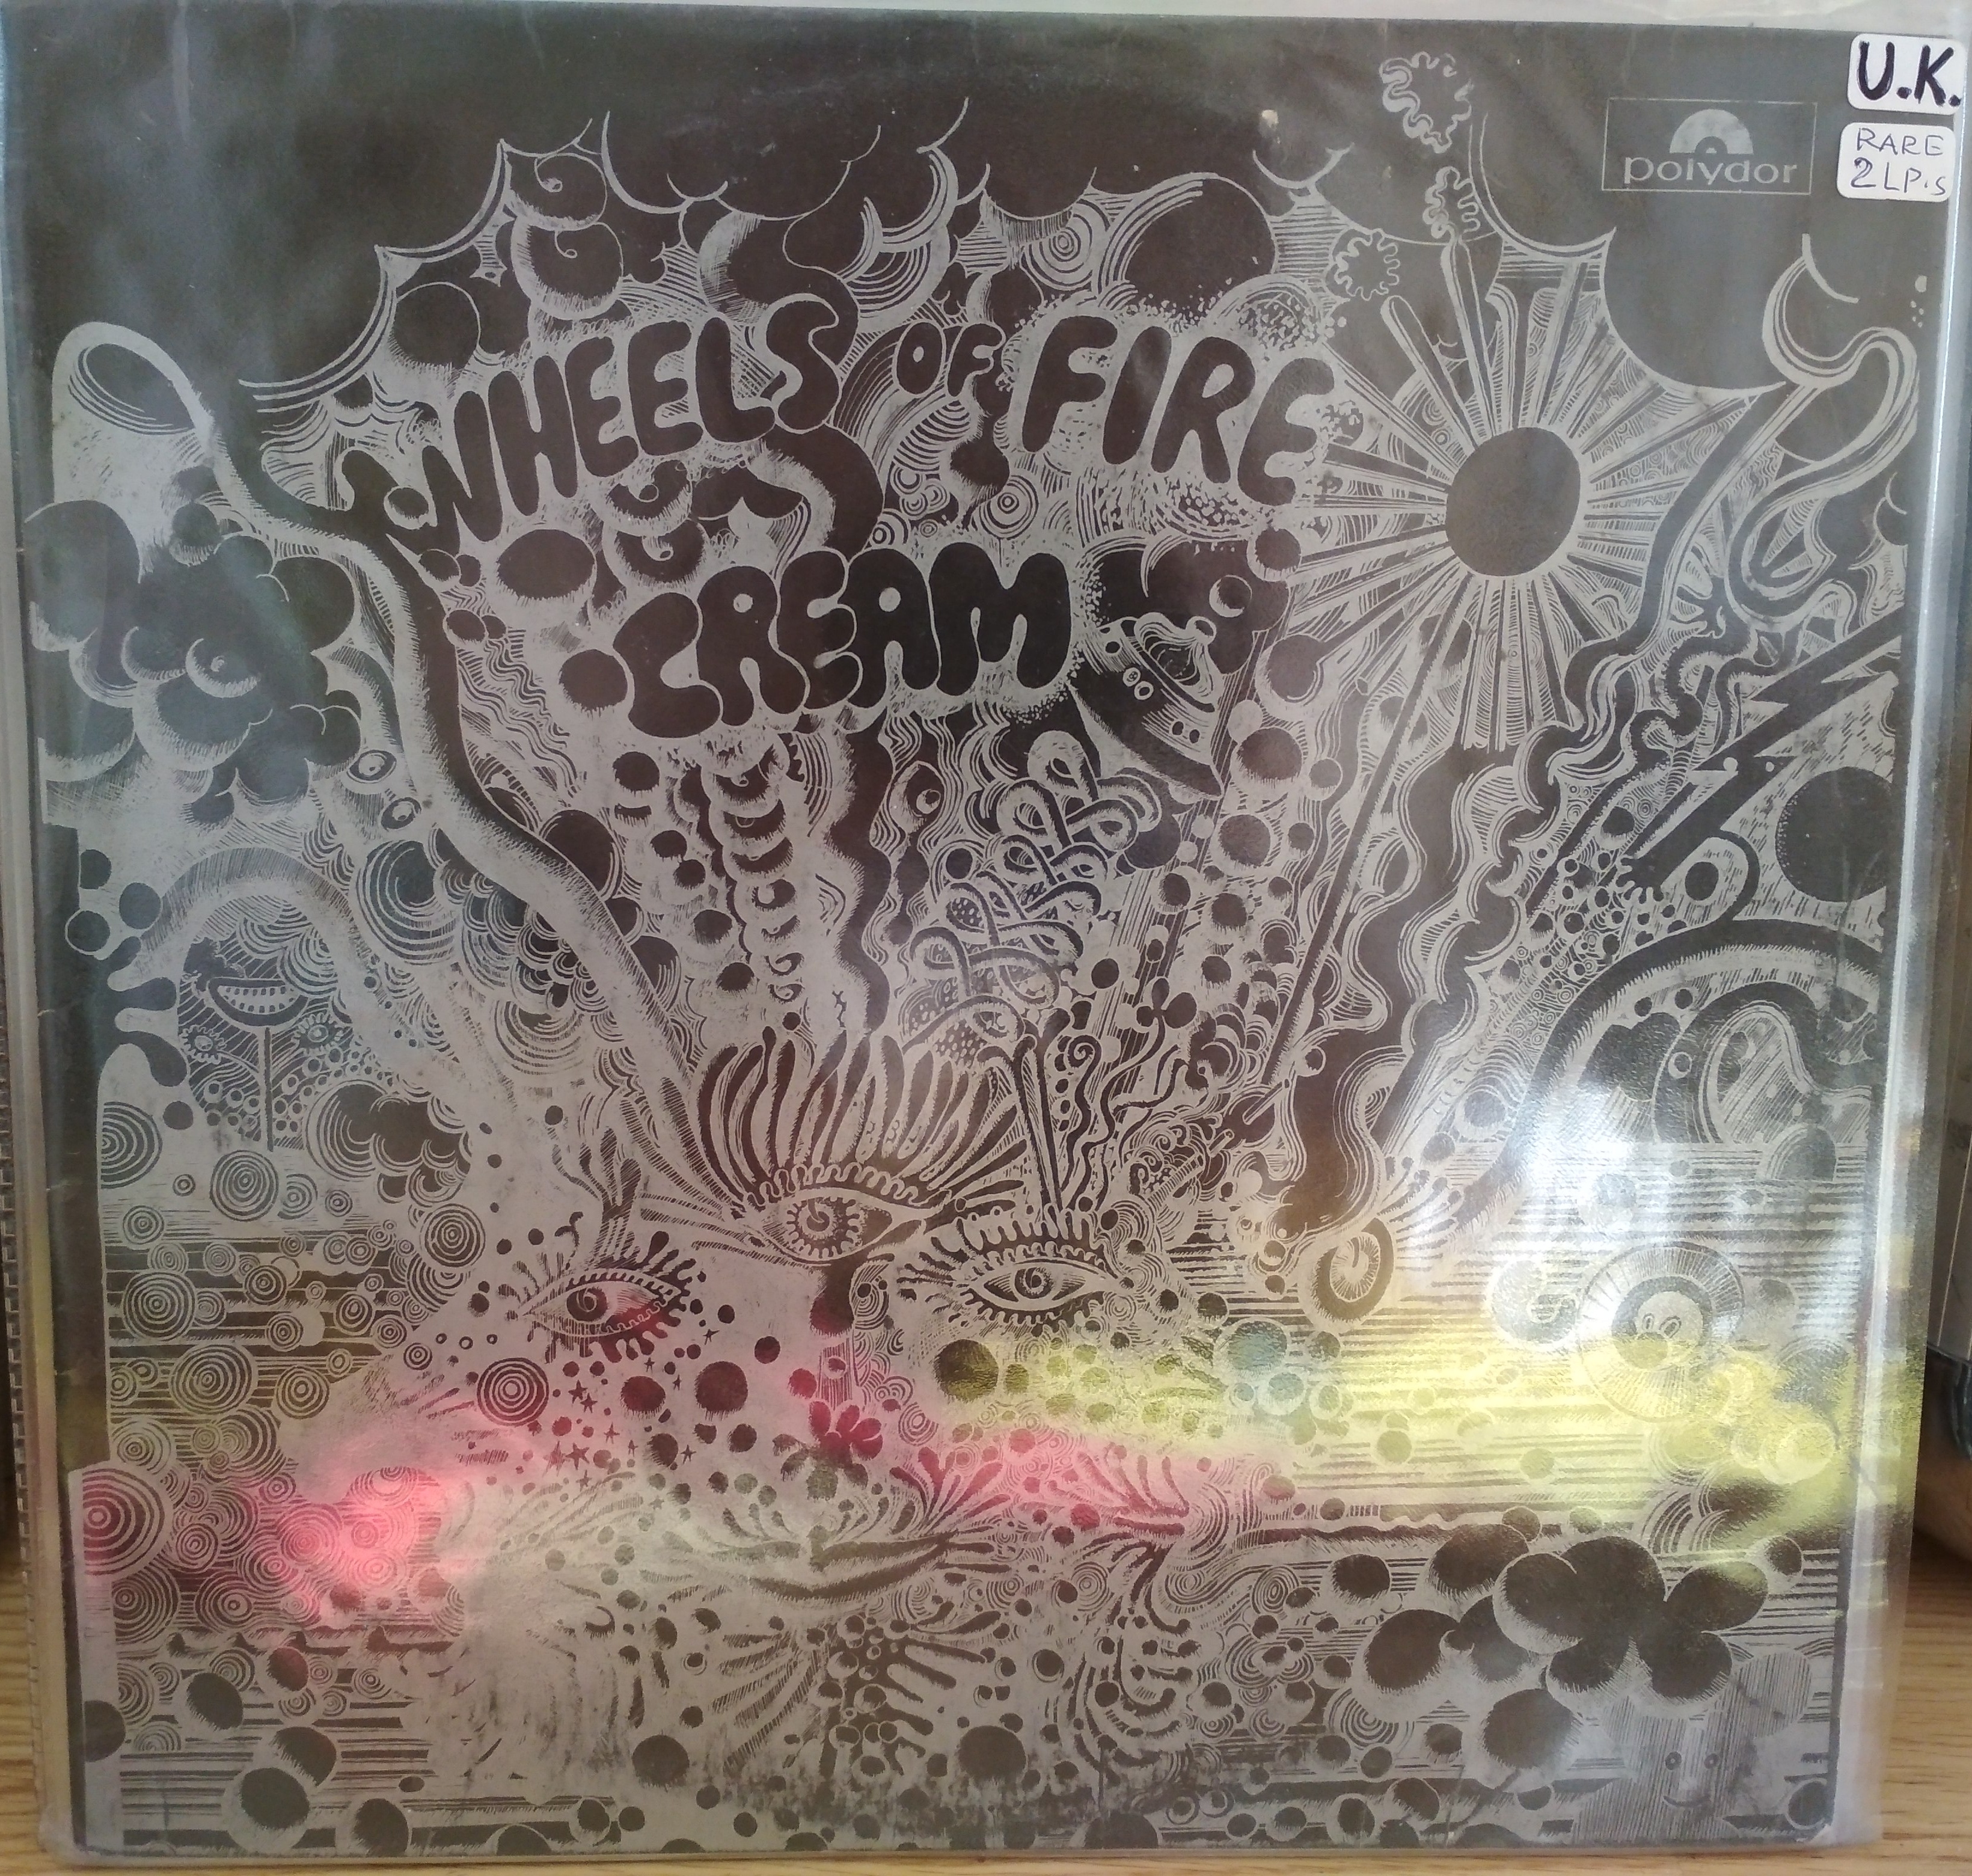 U.K.
RARE
2 LP.s
polydor
WHEELS OF FIRE
CREAM